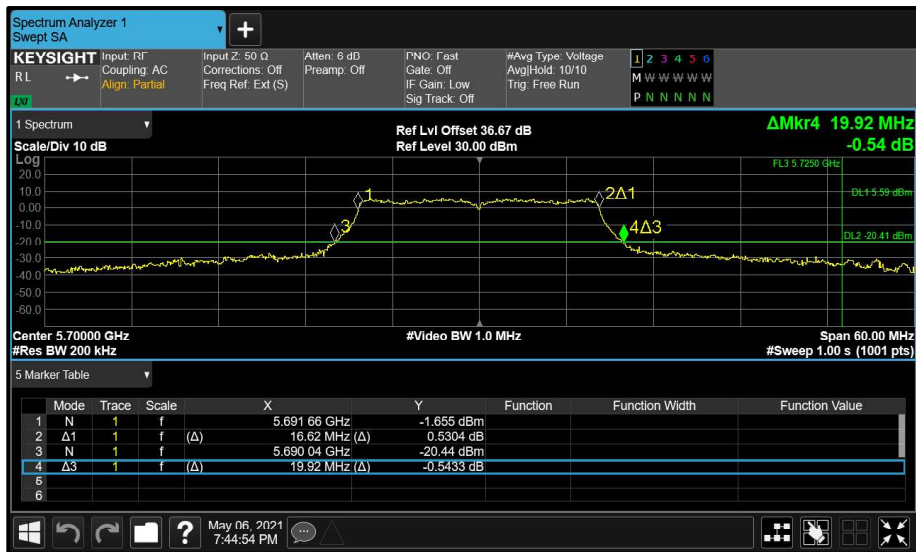 Spectrum Analyzer 1
Swept SA
+
KEYSIGHT
RL
LXI
Input: RF
Coupling: AC
Align: Partial
Input Z: 50 Ω
Corrections: Off
Freq Ref: Ext (S)
Atten: 6 dB
Preamp: Off
PNO: Fast
Gate: Off
IF Gain: Low
Sig Track: Off
#Avg Type: Voltage
Avg|Hold: 10/10
Trig: Free Run
1 2 3 4 5 6
M W W W W W
P N N N N N
1 Spectrum
Scale/Div 10 dB
Ref Lvl Offset 36.67 dB
Ref Level 30.00 dBm
ΔMkr4 19.92 MHz
-0.54 dB
Log
20.0
10.0
0.00
-10.0
-20.0
-30.0
-40.0
-50.0
-60.0
FL3 5.7250 GHz
DL1 5.59 dBm
DL2 -20.41 dBm
1
2Δ1
3
4Δ3
Center 5.70000 GHz
#Video BW 1.0 MHz
Span 60.00 MHz
#Res BW 200 kHz
#Sweep 1.00 s (1001 pts)
5 Marker Table
Mode Trace Scale X Y Function Function Width Function Value
1 N 1 f 5.691 66 GHz -1.655 dBm
2 Δ1 1 f (Δ) 16.62 MHz (Δ) 0.5304 dB
3 N 1 f 5.690 04 GHz -20.44 dBm
4 Δ3 1 f (Δ) 19.92 MHz (Δ) -0.5433 dB
5
6
?
May 06, 2021
7:44:54 PM